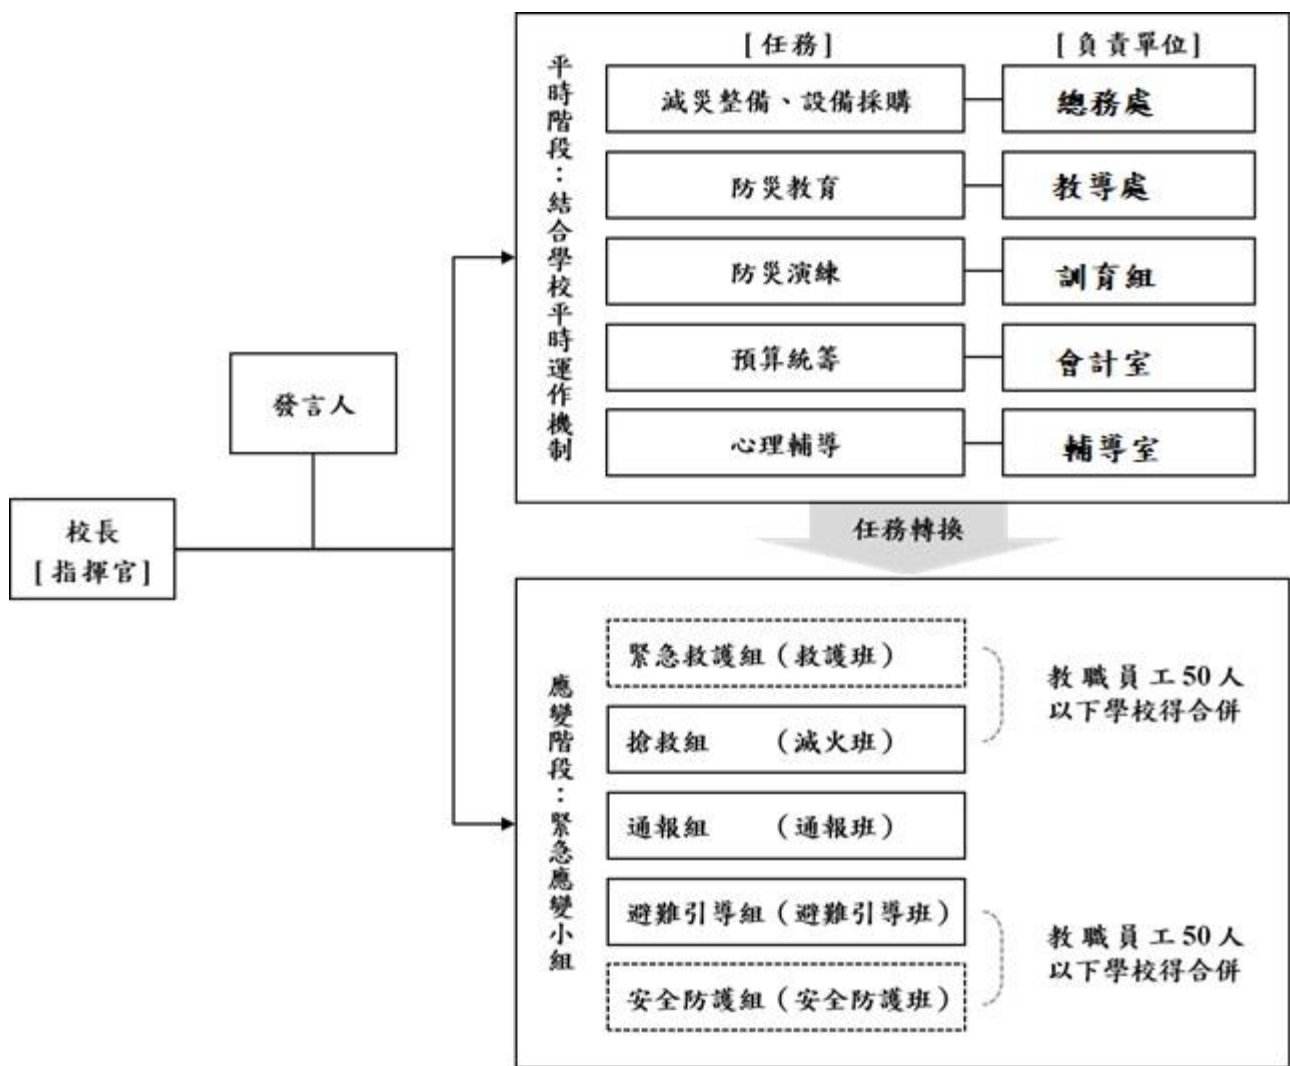 校長
[指揮官]
發言人
平時階段：結合學校平時運作機制
[任務]
[負責單位]
減災整備、設備採購
總務處
防災教育
教導處
防災演練
訓育組
預算統籌
會計室
心理輔導
輔導室
任務轉換
應變階段：緊急應變小組
緊急救護組（救護班）
搶救組 （滅火班）
教職員工50人
以下學校得合併
通報組 （通報班）
避難引導組（避難引導班）
安全防護組（安全防護班）
教職員工50人
以下學校得合併